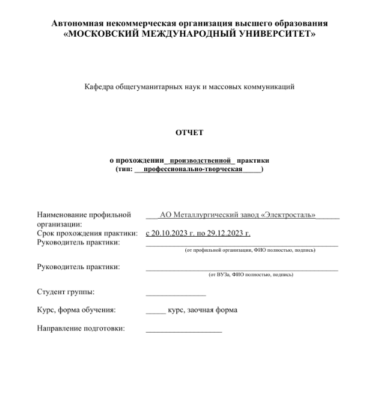 Автономная некоммерческая организация высшего образования
«МОСКОВСКИЙ МЕЖДУНАРОДНЫЙ УНИВЕРСИТЕТ»
Кафедра общегуманитарных наук и массовых коммуникаций
ОТЧЕТ
о прохождении производственной практики
(тип: профессионально-творческая)
Наименование профильной организации: АО Металлургический завод «Электросталь»
Срок прохождения практики: с 20.10.2023 г. по 29.12.2023 г.
Руководитель практики:
(от профильной организации, ФИО полностью, подпись)
Руководитель практики:
(от ВУЗа, ФИО полностью, подпись)
Студент группы:
Курс, форма обучения: _____ курс, заочная форма
Направление подготовки: